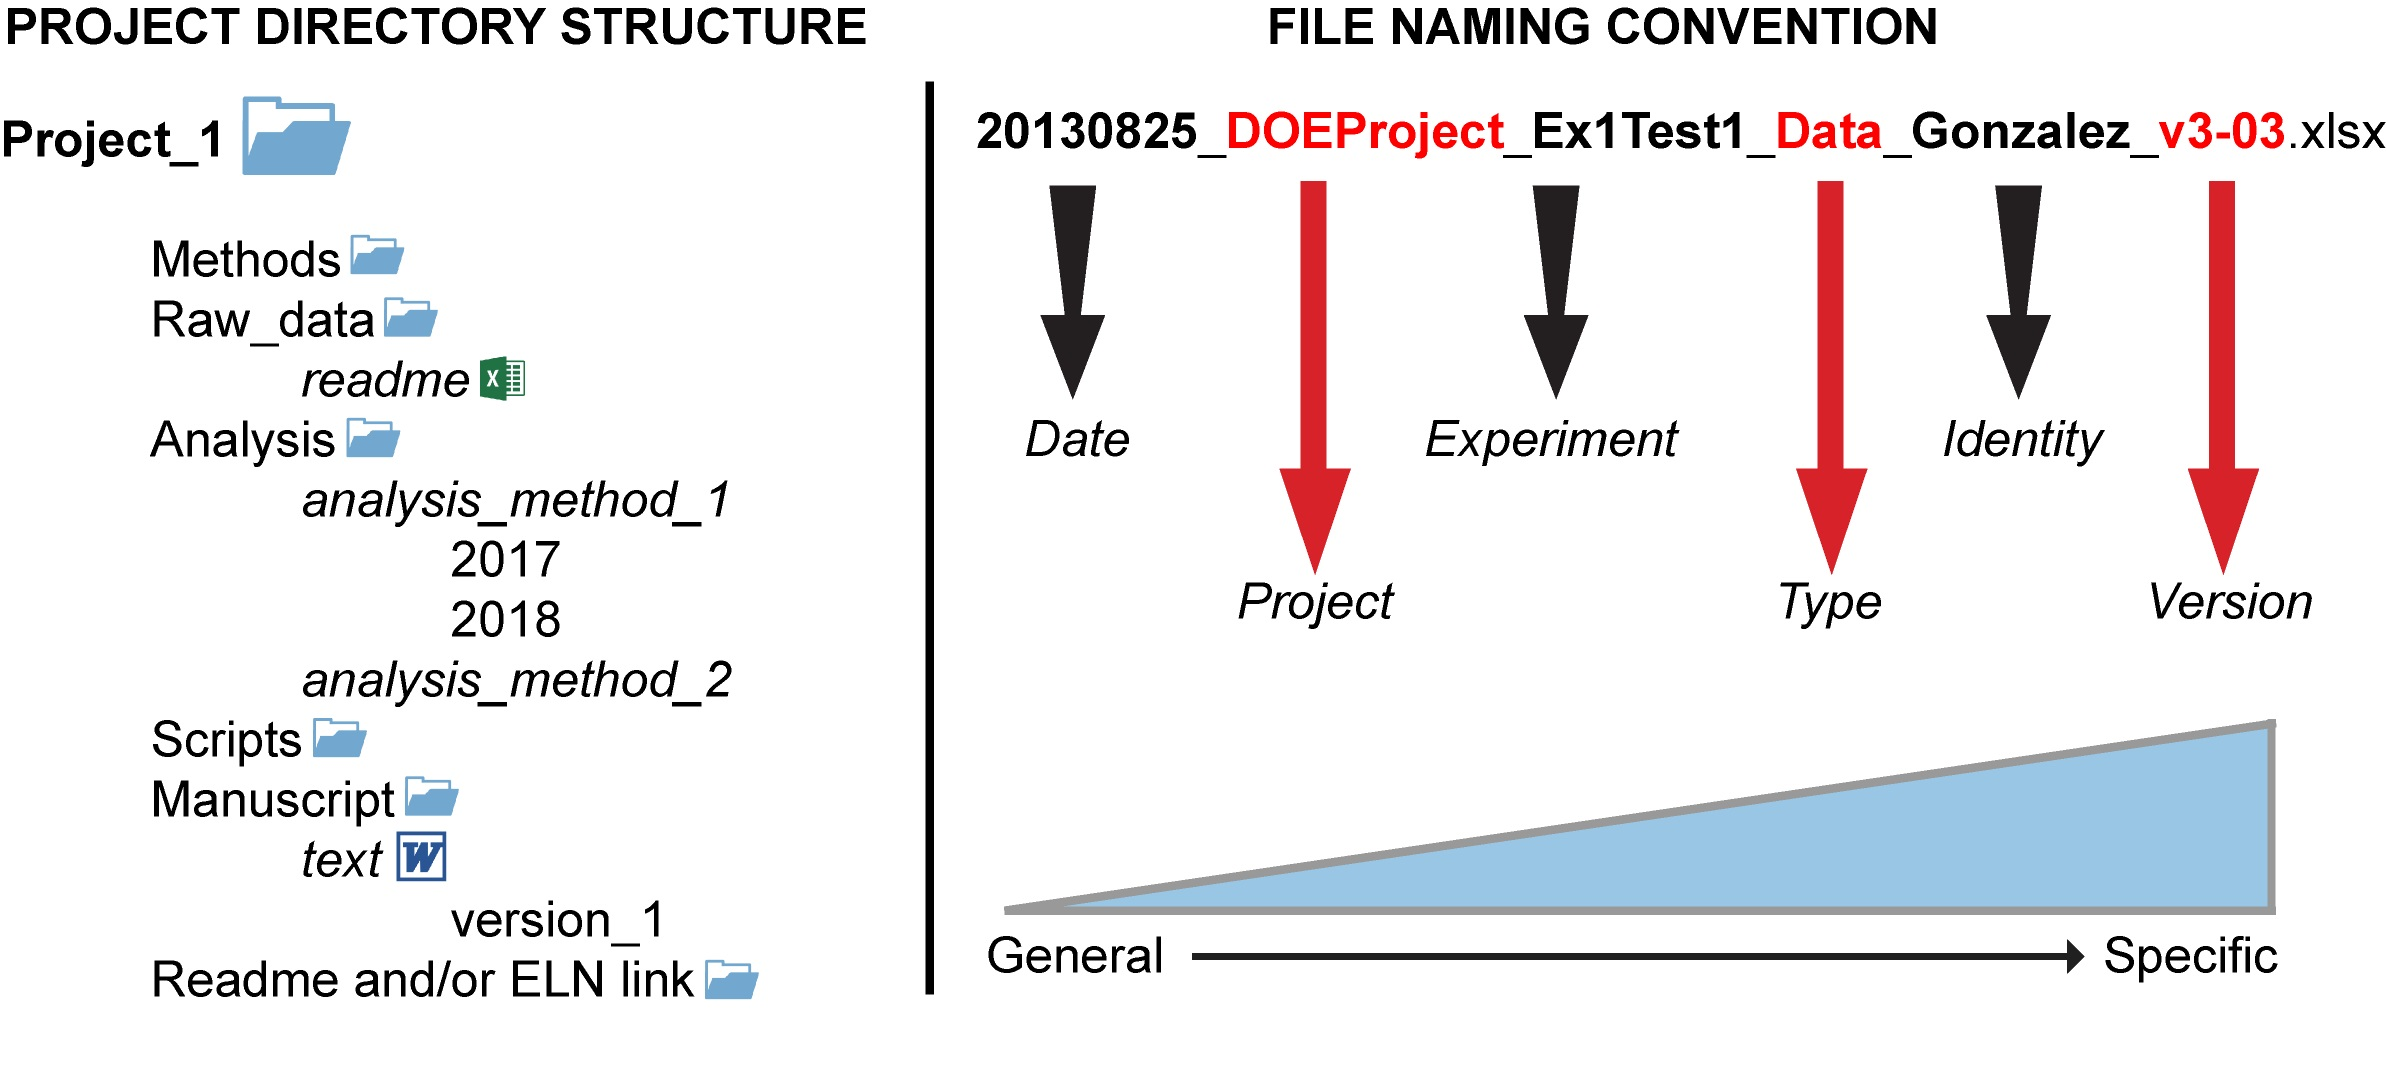 PROJECT DIRECTORY STRUCTURE
Project_1
Methods
Raw_data
readme
X
Analysis
analysis_method_1
2017
2018
analysis_method_2
Scripts
Manuscript
text
W
version_1
Readme and/or ELN link
FILE NAMING CONVENTION
20130825_DOEProject_Ex1Test1_Data_Gonzalez_v3-03.xlsx
Date
Experiment
Identity
Project
Type
Version
General
Specific